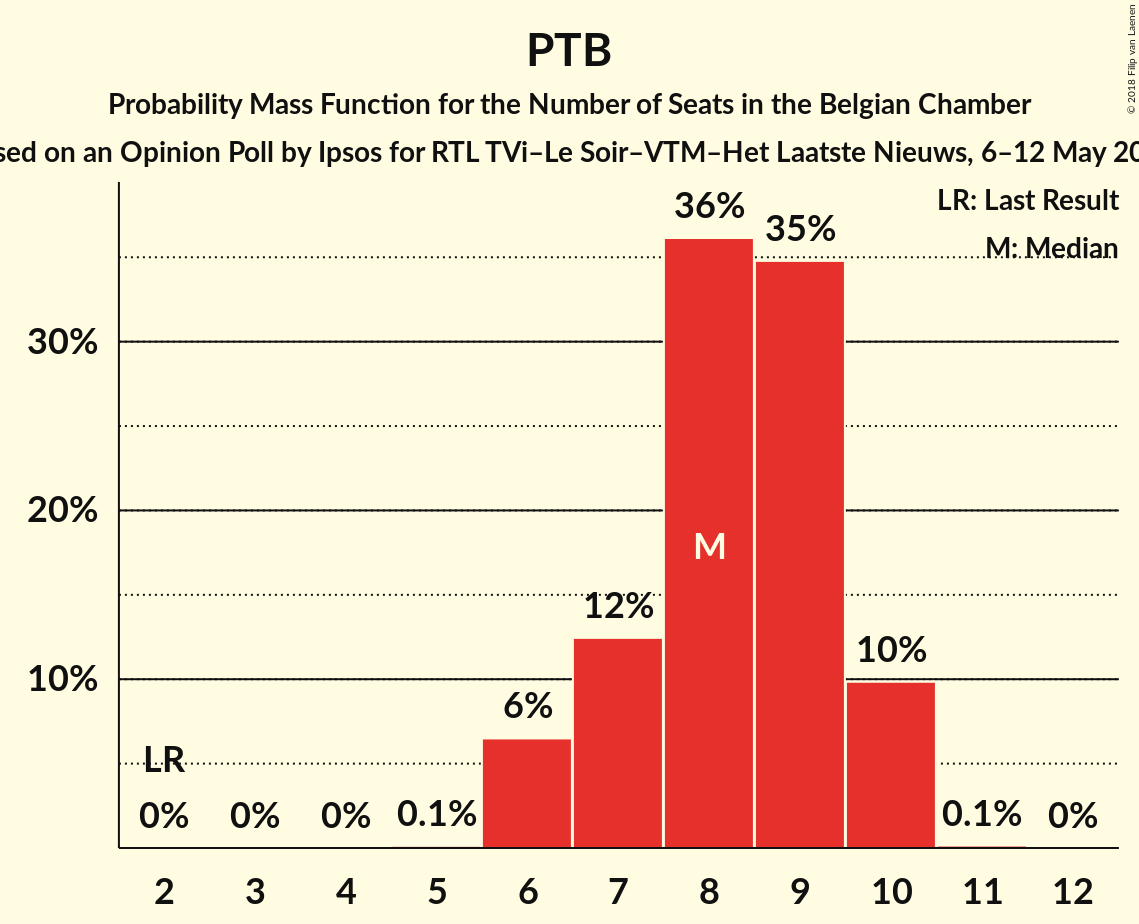 PTB
Probability Mass Function for the Number of Seats in the Belgian Chamber
on an Opinion Poll by Ipsos for RTL TVi–Le Soir–VTM–Het Laatste Nieuws, 6–12 May
© 2018 Filip van Laenen
LR: Last Result
M: Median
36%
35%
30%
20%
10%
M
12%
10%
6%
LR
0%
0%
0%
0.1%
0.1%
0%
2 3 4 5 6 7 8 9 10 11 12